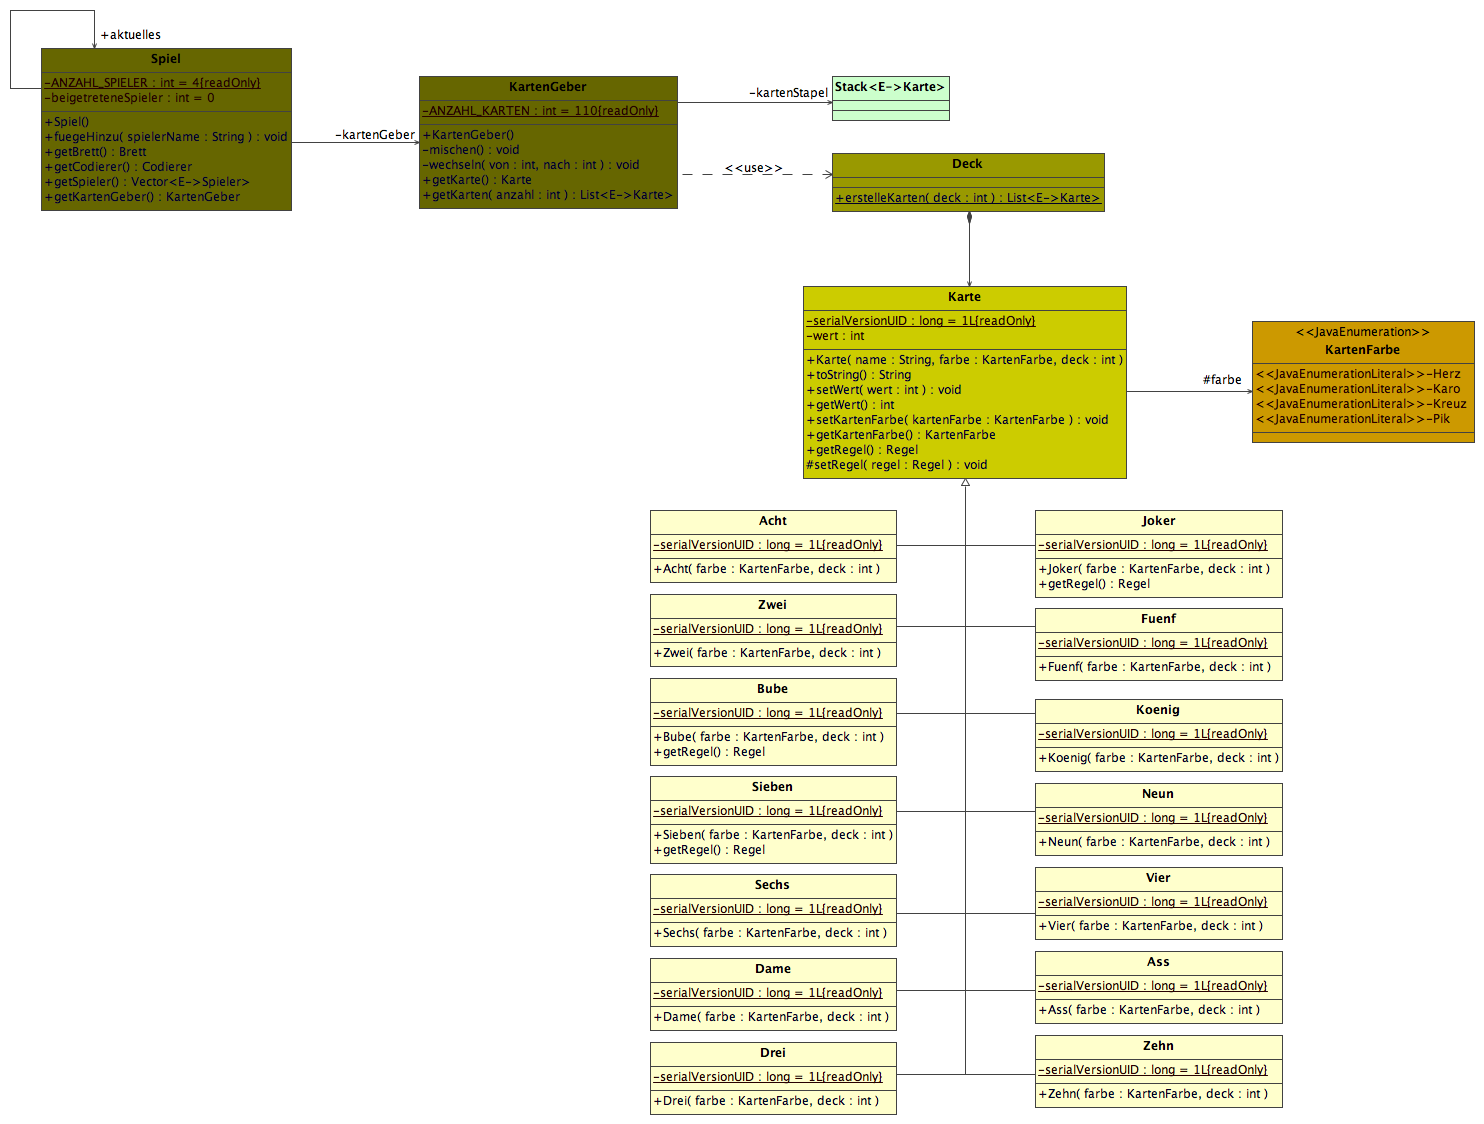 +aktuelles
Spiel
-ANZAHL_SPIELER : int = 4{readOnly}
-beigetreteneSpieler : int = 0
+Spiel()
+fuegeHinzu( spielerName : String ) : void
+getBrett() : Brett
+getCodierer() : Codierer
+getSpieler() : Vector<E->Spieler>
+getKartenGeber() : KartenGeber
-kartenGeber
KartenGeber
-ANZAHL_KARTEN : int = 110{readOnly}
+KartenGeber()
-mischen() : void
-wechseln( von : int, nach : int ) : void
+getKarte() : Karte
+getKarten( anzahl : int ) : List<E->Karte>
-kartenStapel
Stack<E->Karte>
<<use>>
Deck
+erstelleKarten( deck : int ) : List<E->Karte>
Karte
-serialVersionUID : long = 1L{readOnly}
-wert : int
+Karte( name : String, farbe : KartenFarbe, deck : int )
+toString() : String
+setWert( wert : int ) : void
+getWert() : int
+setKartenFarbe( kartenFarbe : KartenFarbe ) : void
+getKartenFarbe() : KartenFarbe
+getRegel() : Regel
#setRegel( regel : Regel ) : void
#farbe
<<JavaEnumeration>>
KartenFarbe
<<JavaEnumerationLiteral>>-Herz
<<JavaEnumerationLiteral>>-Karo
<<JavaEnumerationLiteral>>-Kreuz
<<JavaEnumerationLiteral>>-Pik
Acht
-serialVersionUID : long = 1L{readOnly}
+Acht( farbe : KartenFarbe, deck : int )
Joker
-serialVersionUID : long = 1L{readOnly}
+Joker( farbe : KartenFarbe, deck : int )
+getRegel() : Regel
Zwei
-serialVersionUID : long = 1L{readOnly}
+Zwei( farbe : KartenFarbe, deck : int )
Fuenf
-serialVersionUID : long = 1L{readOnly}
+Fuenf( farbe : KartenFarbe, deck : int )
Bube
-serialVersionUID : long = 1L{readOnly}
+Bube( farbe : KartenFarbe, deck : int )
+getRegel() : Regel
Koenig
-serialVersionUID : long = 1L{readOnly}
+Koenig( farbe : KartenFarbe, deck : int )
Sieben
-serialVersionUID : long = 1L{readOnly}
+Sieben( farbe : KartenFarbe, deck : int )
+getRegel() : Regel
Neun
-serialVersionUID : long = 1L{readOnly}
+Neun( farbe : KartenFarbe, deck : int )
Sechs
-serialVersionUID : long = 1L{readOnly}
+Sechs( farbe : KartenFarbe, deck : int )
Vier
-serialVersionUID : long = 1L{readOnly}
+Vier( farbe : KartenFarbe, deck : int )
Dame
-serialVersionUID : long = 1L{readOnly}
+Dame( farbe : KartenFarbe, deck : int )
Ass
-serialVersionUID : long = 1L{readOnly}
+Ass( farbe : KartenFarbe, deck : int )
Drei
-serialVersionUID : long = 1L{readOnly}
+Drei( farbe : KartenFarbe, deck : int )
Zehn
-serialVersionUID : long = 1L{readOnly}
+Zehn( farbe : KartenFarbe, deck : int )